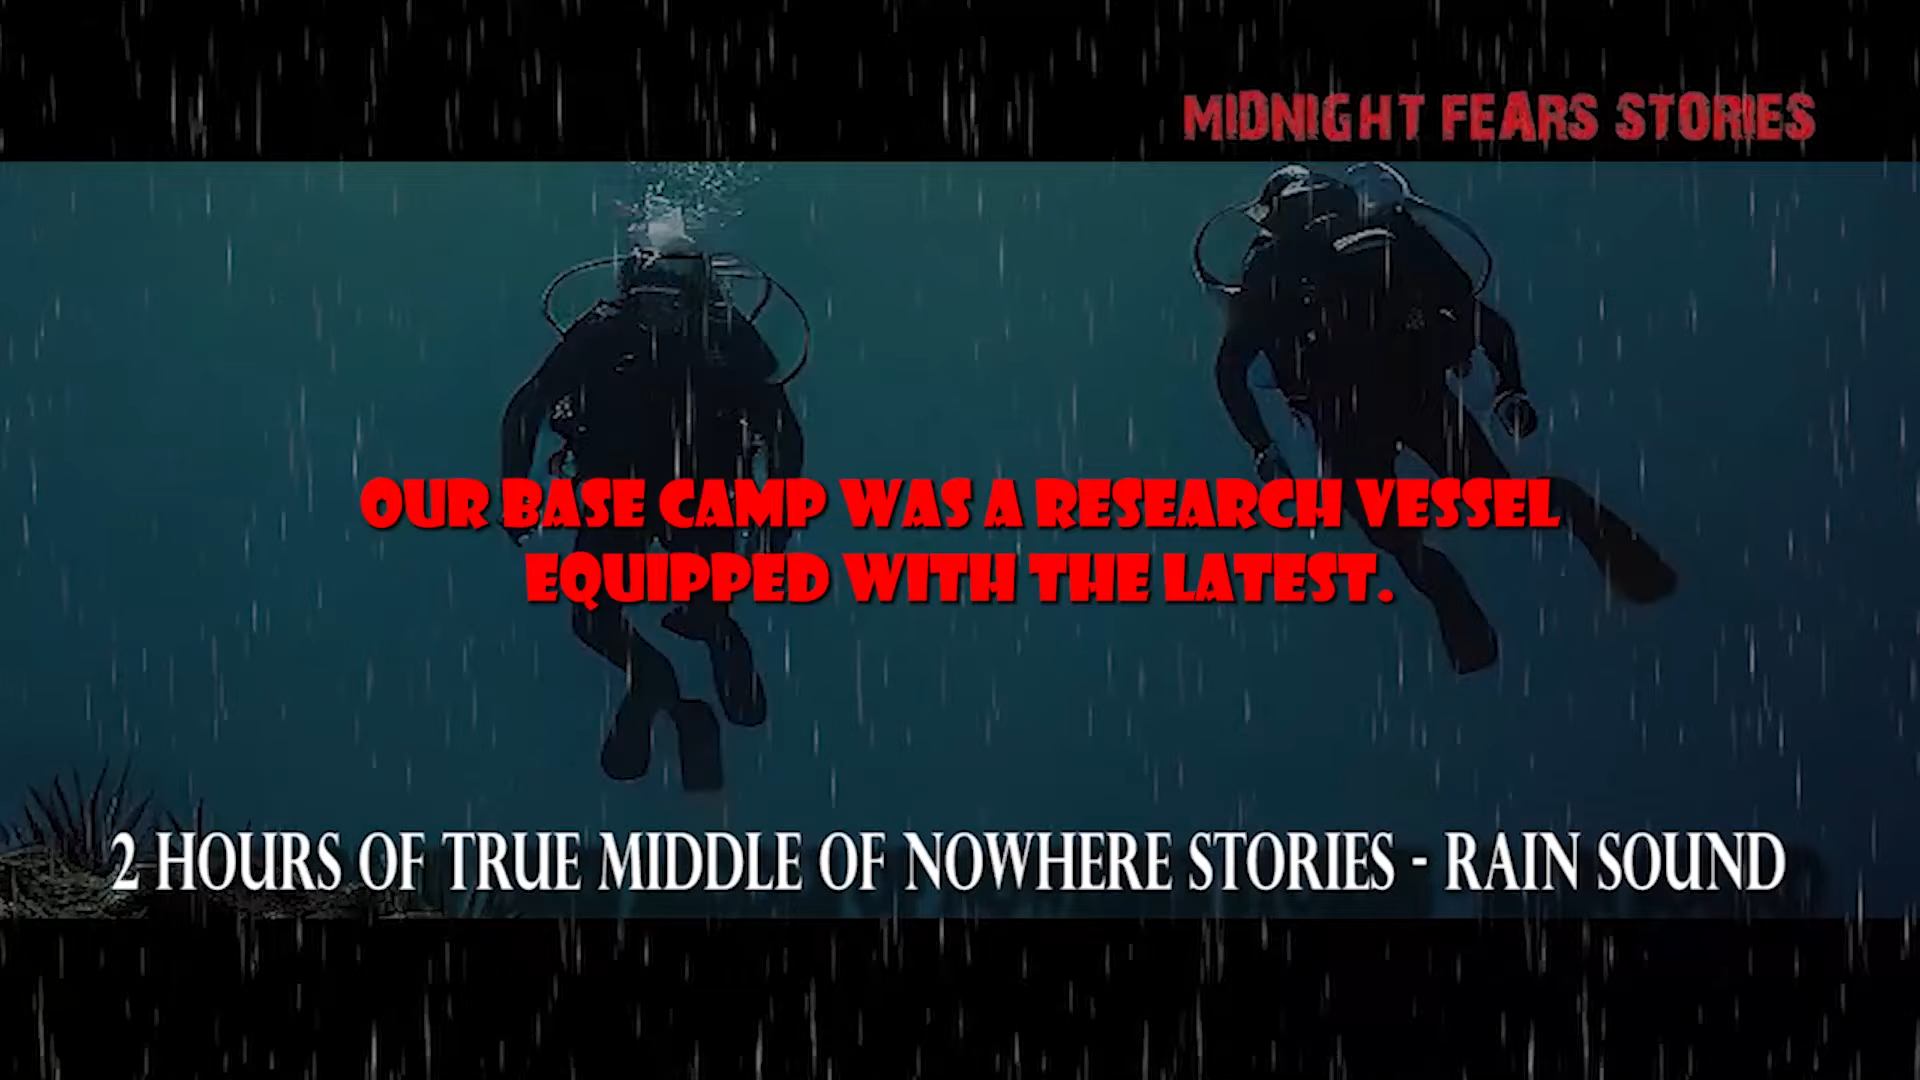 MIDNIGHT FEARS STORIES
OUR BASE CAMP WAS A RESEARCH VESSEL
EQUIPPED WITH THE LATEST.
2 HOURS OF TRUE MIDDLE OF NOWHERE STORIES - RAIN SOUND